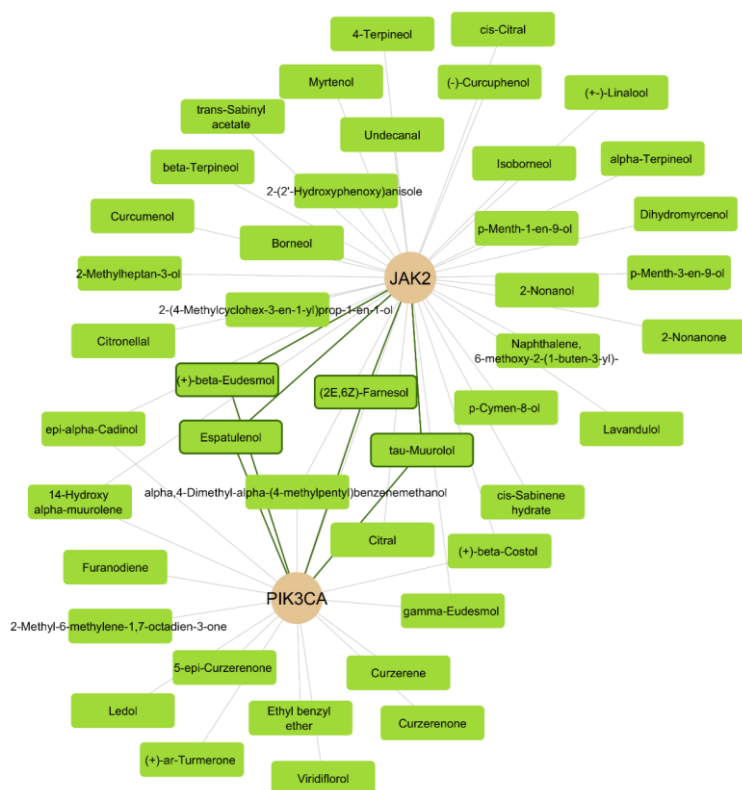 4-Terpineol
cis-Citral
Myrtenol
(-)-Curcuphenol
(+-)-Linalool
trans-Sabinyl
acetate
Undecanal
beta-Terpineol
Isoborneol
alpha-Terpineol
2-(2'-Hydroxyphenoxy)anisole
Curcumenol
p-Menth-1-en-9-ol
Dihydromyrcenol
Borneol
2-Methylheptan-3-ol
JAK2
p-Menth-3-en-9-ol
2-Nonanol
2-(4-Methylcyclohex-3-en-1-yl)prop-1-en-1-ol
Citronellal
Naphthalene,
6-methoxy-2-(1-buten-3-yl)-
2-Nonanone
(+)-beta-Eudesmol
(2E,6Z)-Farnesol
p-Cymen-8-ol
epi-alpha-Cadinol
Espatulenol
tau-Muurolol
Lavandulol
14-Hydroxy
alpha-muurolene
alpha,4-Dimethyl-alpha-(4-methylpentyl)benzenemethanol
cis-Sabinene
hydrate
Citral
(+)-beta-Costol
Furanodiene
PIK3CA
gamma-Eudesmol
2-Methyl-6-methylene-1,7-octadien-3-one
5-epi-Curzerenone
Curzerene
Ledol
Ethyl benzyl
ether
Curzerenone
(+)-ar-Turmerone
Viridiflorol